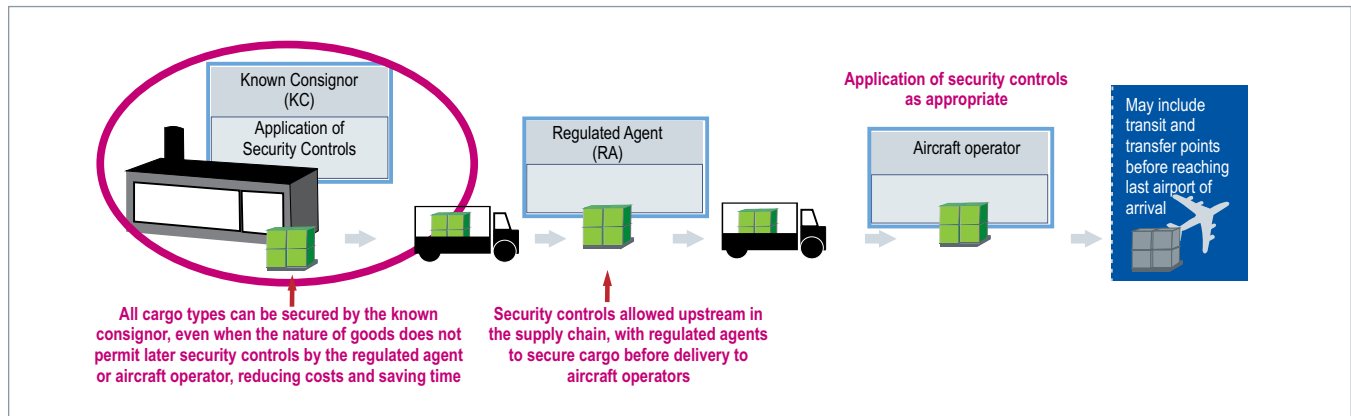 Known Consignor
(KC)
Application of
Security Controls
All cargo types can be secured by the known
consignor, even when the nature of goods does not
permit later security controls by the regulated agent
or aircraft operator, reducing costs and saving time
Regulated Agent
(RA)
Security controls allowed upstream in
the supply chain, with regulated agents
to secure cargo before delivery to
aircraft operators
Application of security controls
as appropriate
Aircraft operator
May include
transit and
transfer points
before reaching
last airport of
arrival